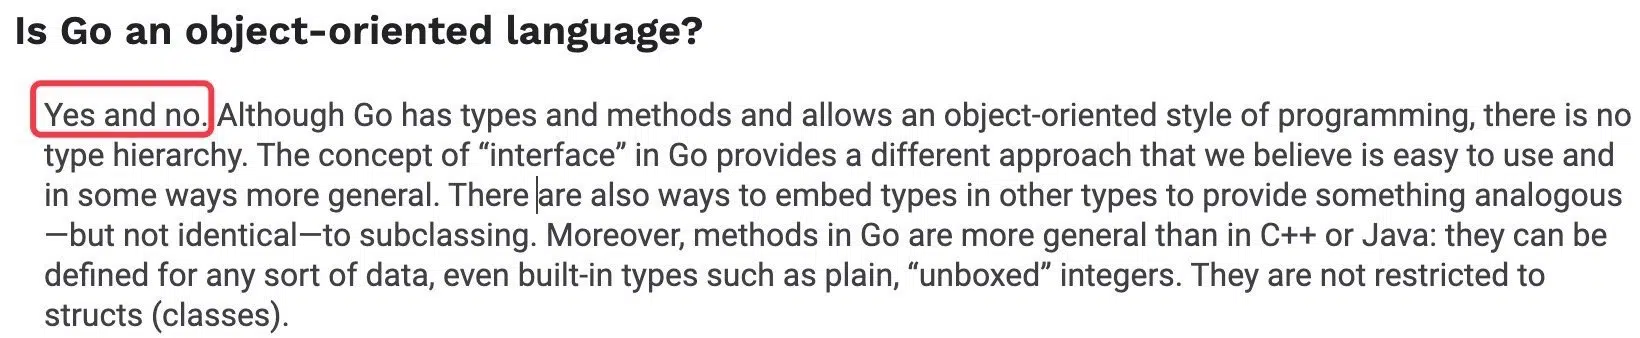 Is Go an object-oriented language?
Yes and no. Although Go has types and methods and allows an object-oriented style of programming, there is no
type hierarchy. The concept of “interface” in Go provides a different approach that we believe is easy to use and
in some ways more general. There are also ways to embed types in other types to provide something analogous
—but not identical—to subclassing. Moreover, methods in Go are more general than in C++ or Java: they can be
defined for any sort of data, even built-in types such as plain, “unboxed” integers. They are not restricted to
structs (classes).